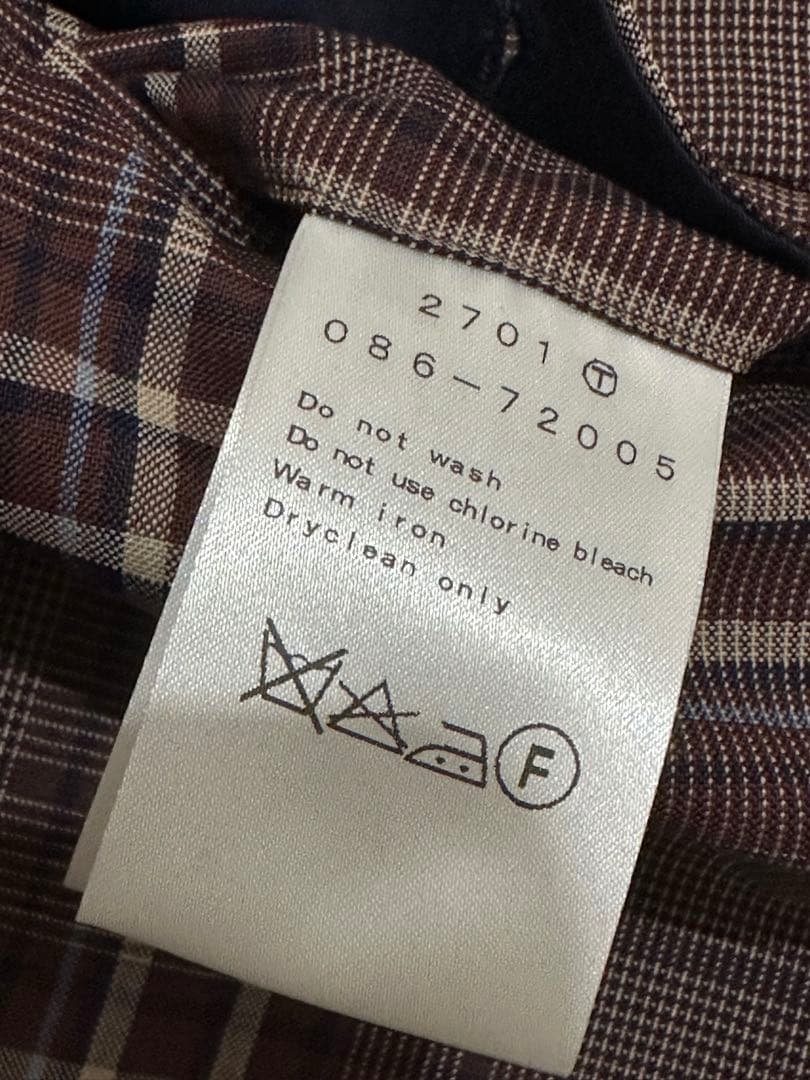 2701 Ⓣ
086-72005
Do not wash
Do not use chlorine bleach
Warm iron
Dryclean only
F